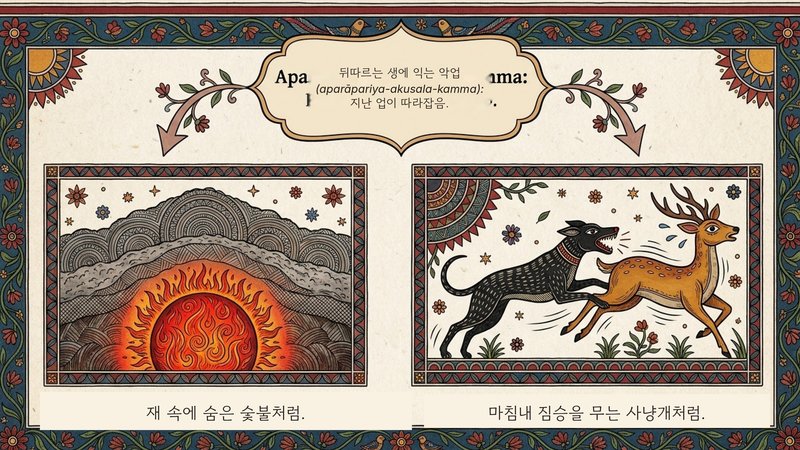 Apa
뒤따르는 생에 익는 악업
mma:
(aparāpariya-akusala-kamma):
지난 업이 따라잡음.
재 속에 숨은 숯불처럼.
마침내 짐승을 무는 사냥개처럼.